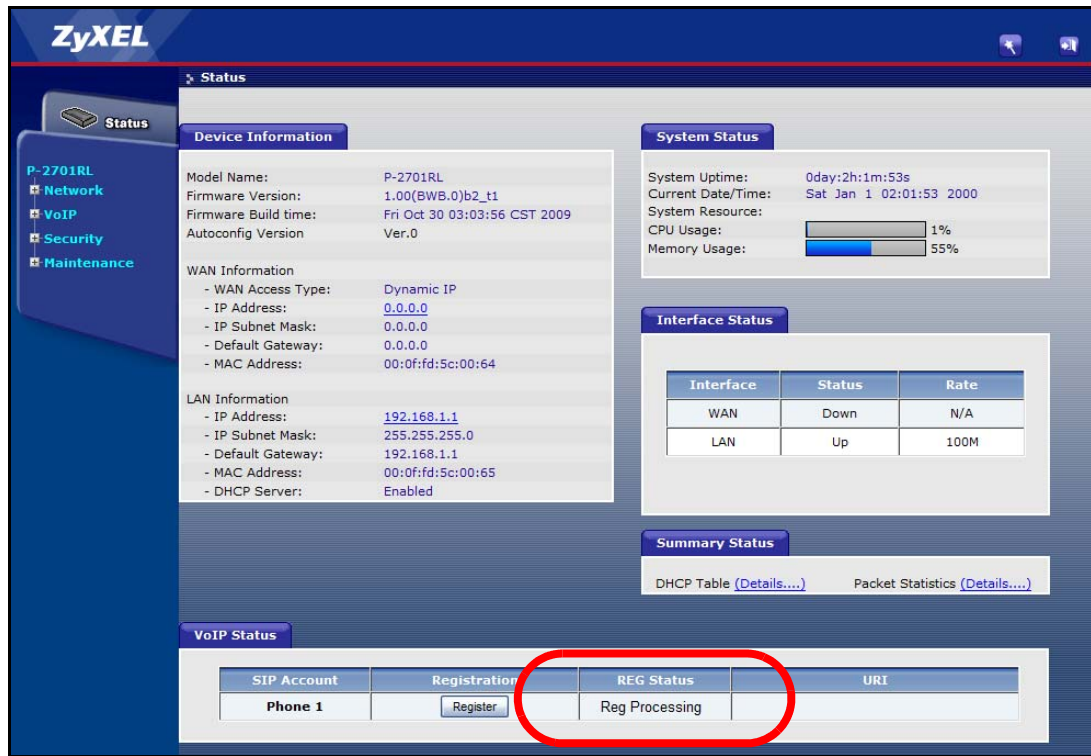 ZyXEL
Status
Status
P-2701RL
Network
VoIP
Security
Maintenance
Device Information
Model Name: P-2701RL
Firmware Version: 1.00(BWB.0)b2_t1
Firmware Build time: Fri Oct 30 03:03:56 CST 2009
Autoconfig Version Ver.0
WAN Information
- WAN Access Type: Dynamic IP
- IP Address: 0.0.0.0
- IP Subnet Mask: 0.0.0.0
- Default Gateway: 0.0.0.0
- MAC Address: 00:0f:fd:5c:00:64
LAN Information
- IP Address: 192.168.1.1
- IP Subnet Mask: 255.255.255.0
- Default Gateway: 192.168.1.1
- MAC Address: 00:0f:fd:5c:00:65
- DHCP Server: Enabled
System Status
System Uptime: 0day:2h:1m:53s
Current Date/Time: Sat Jan 1 02:01:53 2000
System Resource:
CPU Usage: 1%
Memory Usage: 55%
Interface Status
Interface Status Rate
WAN Down N/A
LAN Up 100M
Summary Status
DHCP Table (Details....) Packet Statistics (Details....)
VoIP Status
SIP Account Registration REG Status URI
Phone 1 Register Reg Processing